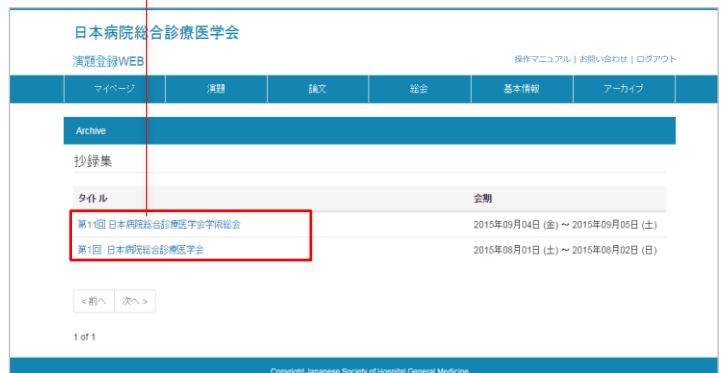 日本病院総合診療医学会
演題登録WEB
操作マニュアル | お問い合わせ | ログアウト
マイページ 演題 論文 総会 基本情報 アーカイブ
Archive
抄録集
タイトル 会期
第11回 日本病院総合診療医学会学術総会 2015年09月04日 (金) ～ 2015年09月05日 (土)
第1回 日本病院総合診療医学会 2015年08月01日 (土) ～ 2015年08月02日 (日)
<前へ 次へ>
1 of 1
Copyright Japanese Society of Hospital General Medicine